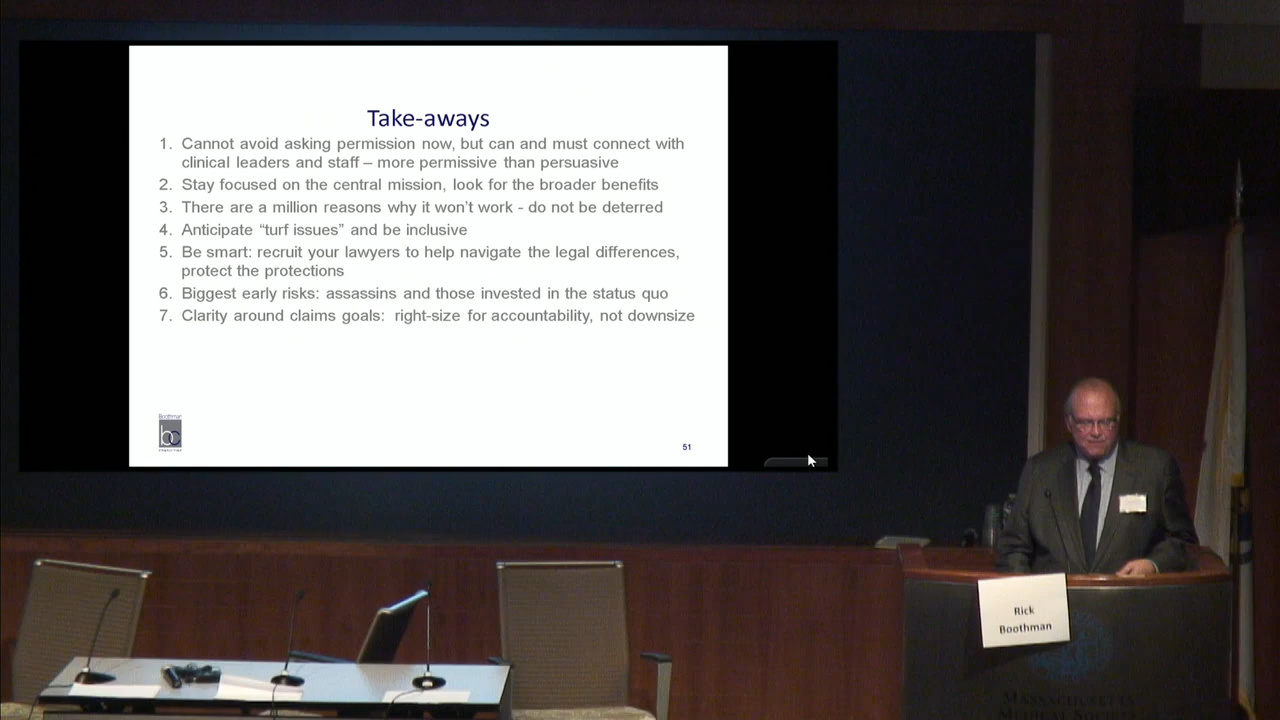 Take-aways
1. Cannot avoid asking permission now, but can and must connect with
clinical leaders and staff – more permissive than persuasive
2. Stay focused on the central mission, look for the broader benefits
3. There are a million reasons why it won't work - do not be deterred
4. Anticipate “turf issues” and be inclusive
5. Be smart: recruit your lawyers to help navigate the legal differences,
protect the protections
6. Biggest early risks: assassins and those invested in the status quo
7. Clarity around claims goals:  right-size for accountability, not downsize
Boothman
bc
51
Rick
Boothman
MASSACHUSETTS
MEDICAL SOCIETY